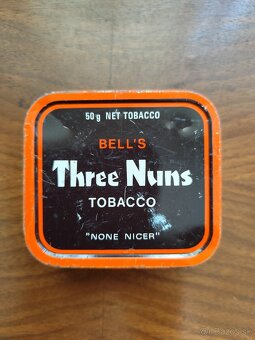 50g NET TOBACCO
BELL'S
Three Nuns
TOBACCO
"NONE NICER"